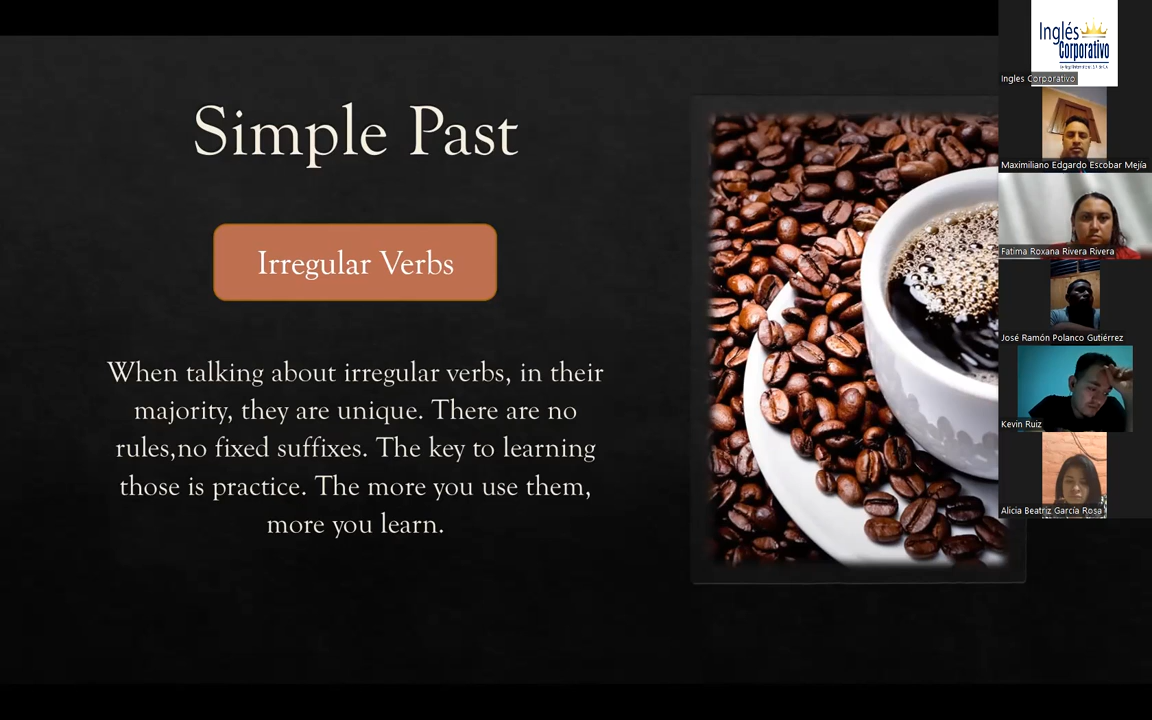 Simple Past
Irregular Verbs
When talking about irregular verbs, in their
majority, they are unique. There are no
rules,no fixed suffixes. The key to learning
those is practice. The more you use them,
more you learn.
Inglés
Corporativo
Ingles Corporativo
Maximiliano Edgardo Escobar Mejía
Fatima Roxana Rivera Rivera
José Ramón Polanco Gutiérrez
Kevin Ruiz
Alicia Beatriz García Rosa